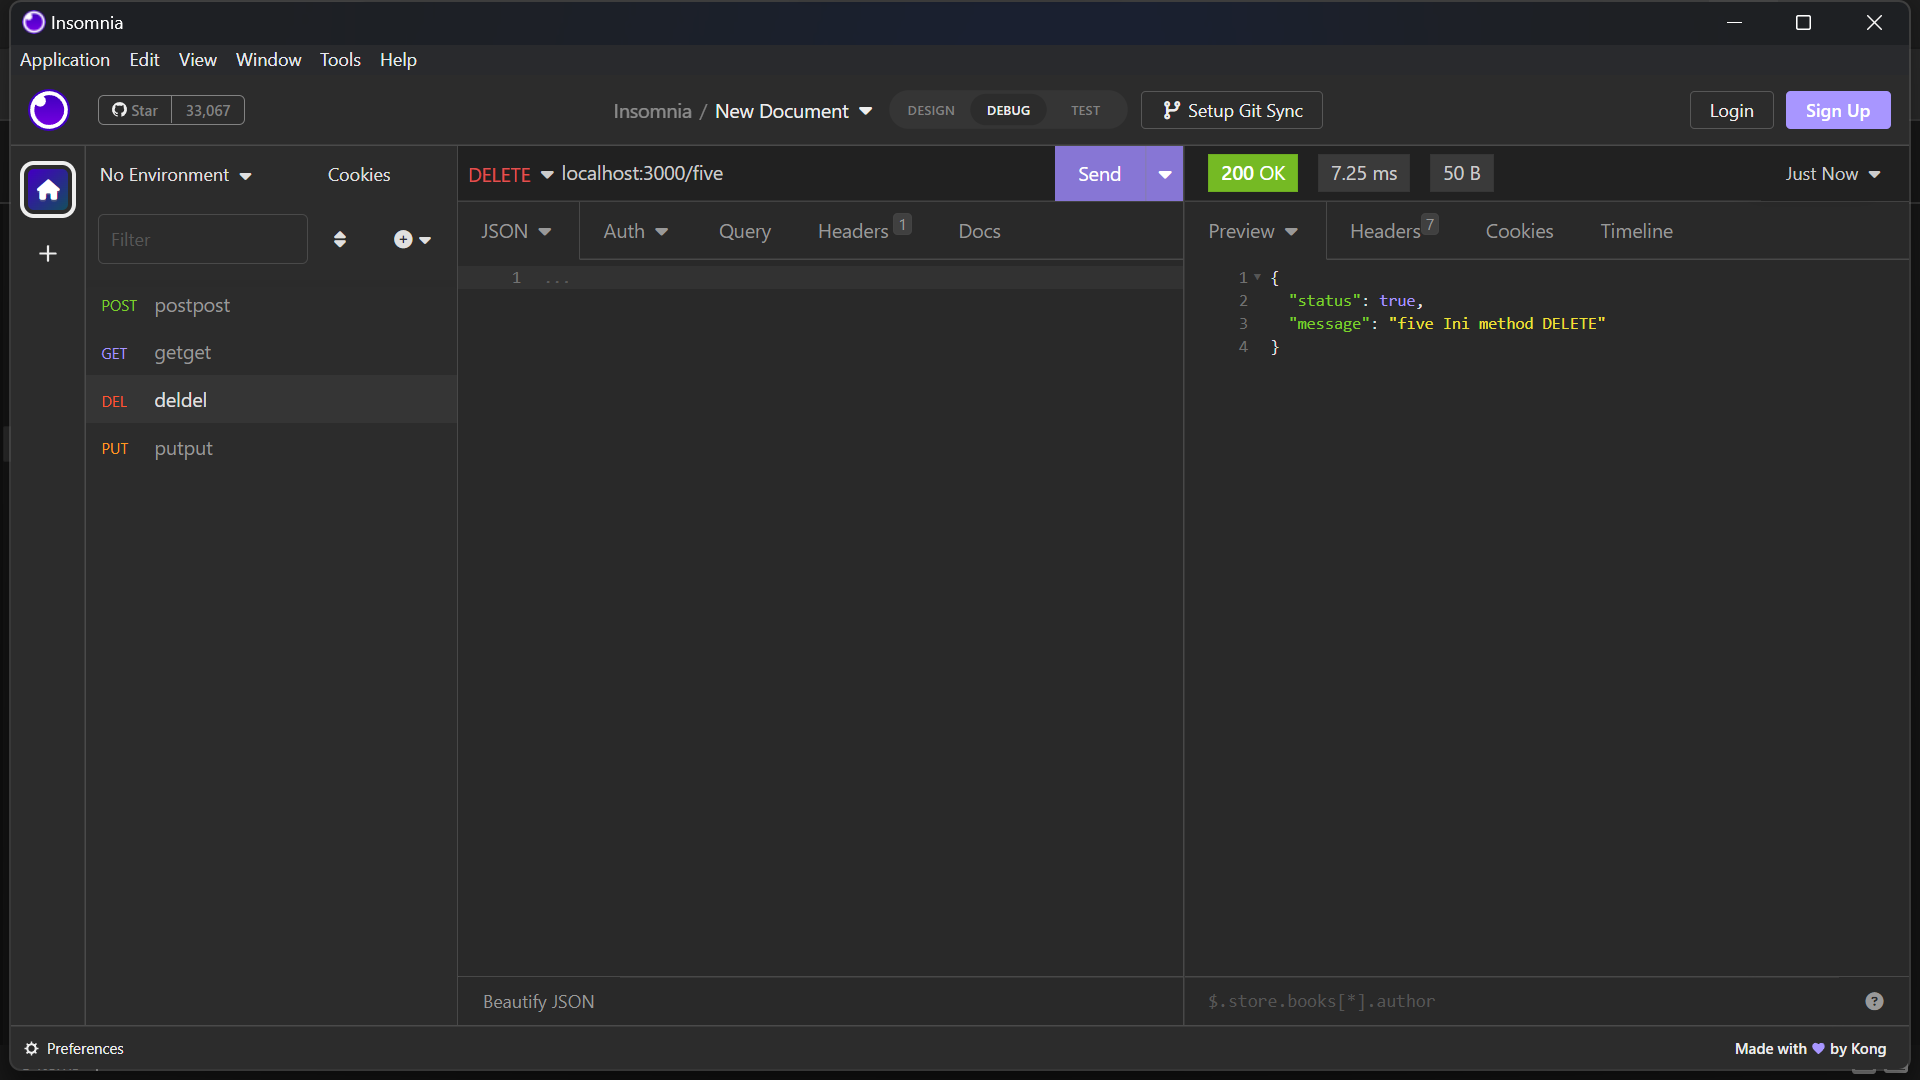 Insomnia
Application Edit View Window Tools Help
Star 33,067
Insomnia / New Document
DESIGN DEBUG TEST
Setup Git Sync
Login
Sign Up
No Environment
Cookies
Filter
POST postpost
GET getget
DEL deldel
PUT putput
DELETE localhost:3000/five
Send
JSON Auth Query Headers 1 Docs
1 ...
Beautify JSON
200 OK 7.25 ms 50 B
Just Now
Preview Headers 7 Cookies Timeline
1 {
2 "status": true,
3 "message": "five Ini method DELETE"
4 }
$.store.books[*].author
?
Preferences
Made with 💜 by Kong